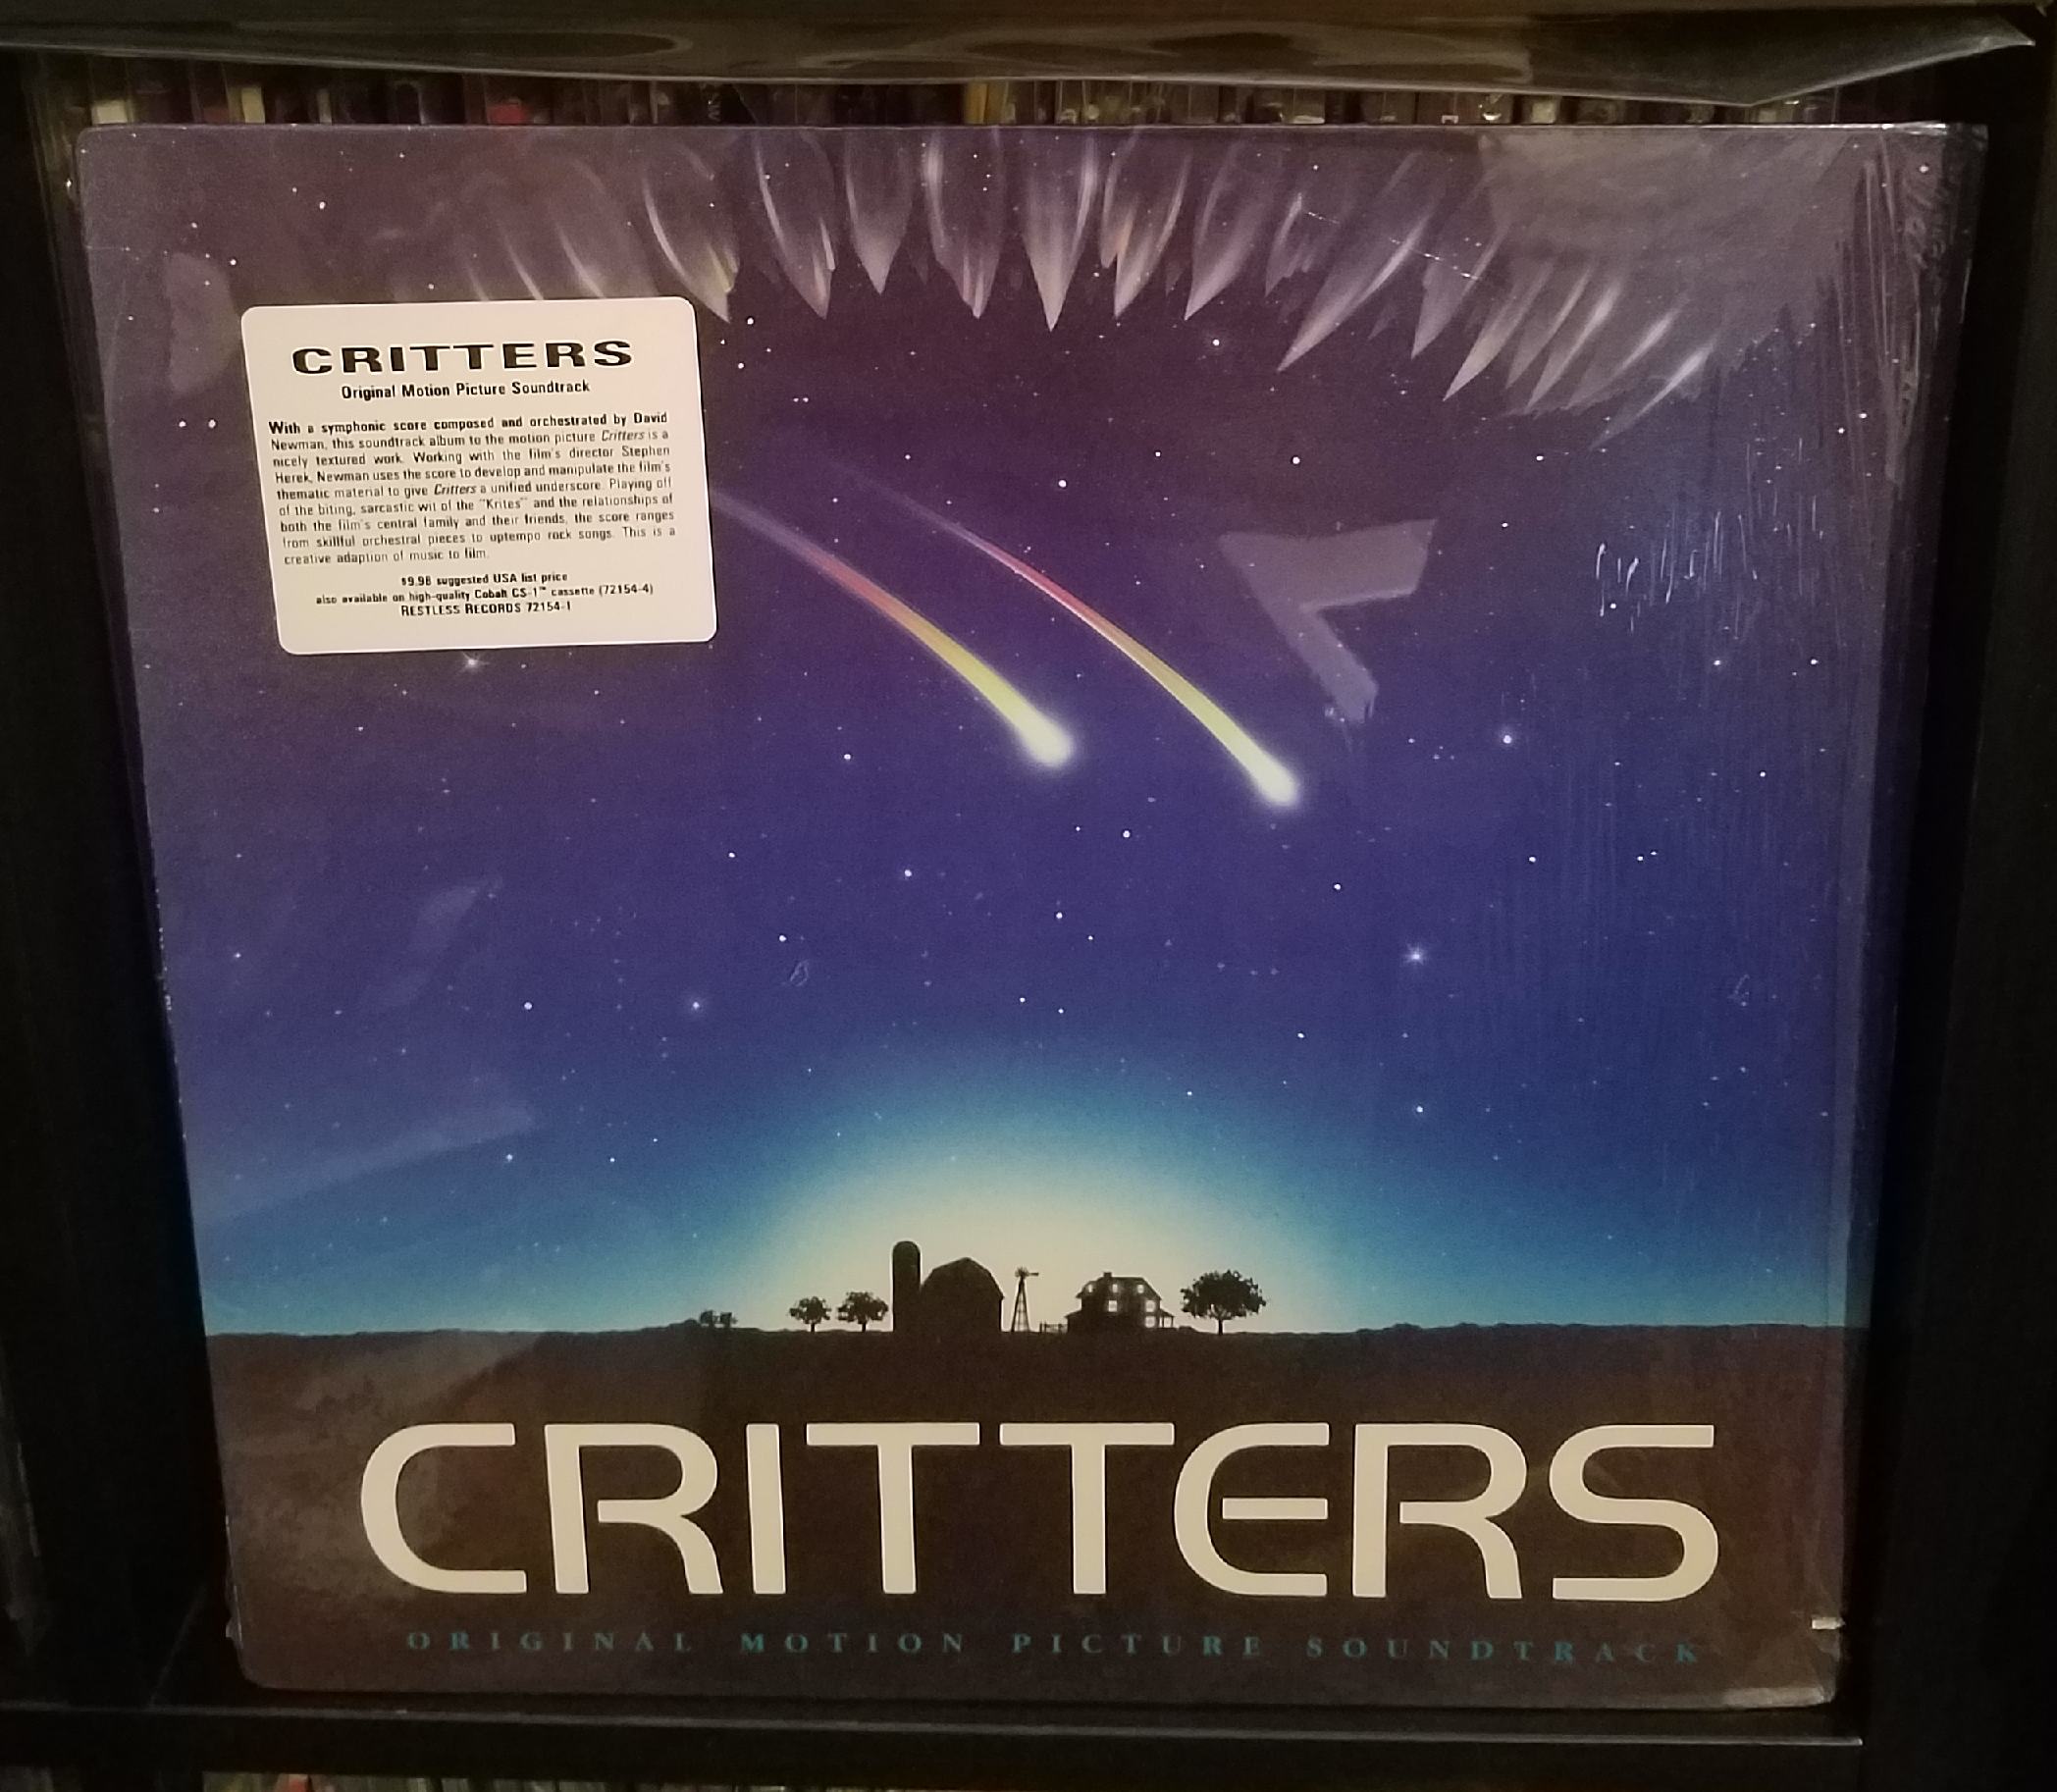 CRITTERS
Original Motion Picture Soundtrack
With a symphonic score composed and orchestrated by David
Newman, this soundtrack album to the motion picture Critters is a
nicely textured work. Working with the film's director Stephen
Herek, Newman uses the score to develop and manipulate the film's
thematic material to give Critters a unified underscore. Playing off
of the biting, sarcastic wit of the "Krites" and the relationships of
both the film's central family and their friends, the score ranges
from skillful orchestral pieces to uptempo rock songs. This is a
creative adaption of music to film.
$9.98 suggested USA list price
also available on high-quality Cobalt CS-1™ cassette (72154-4)
RESTLESS RECORDS 72154-1
CRITTERS
ORIGINAL MOTION PICTURE SOUNDTRACK